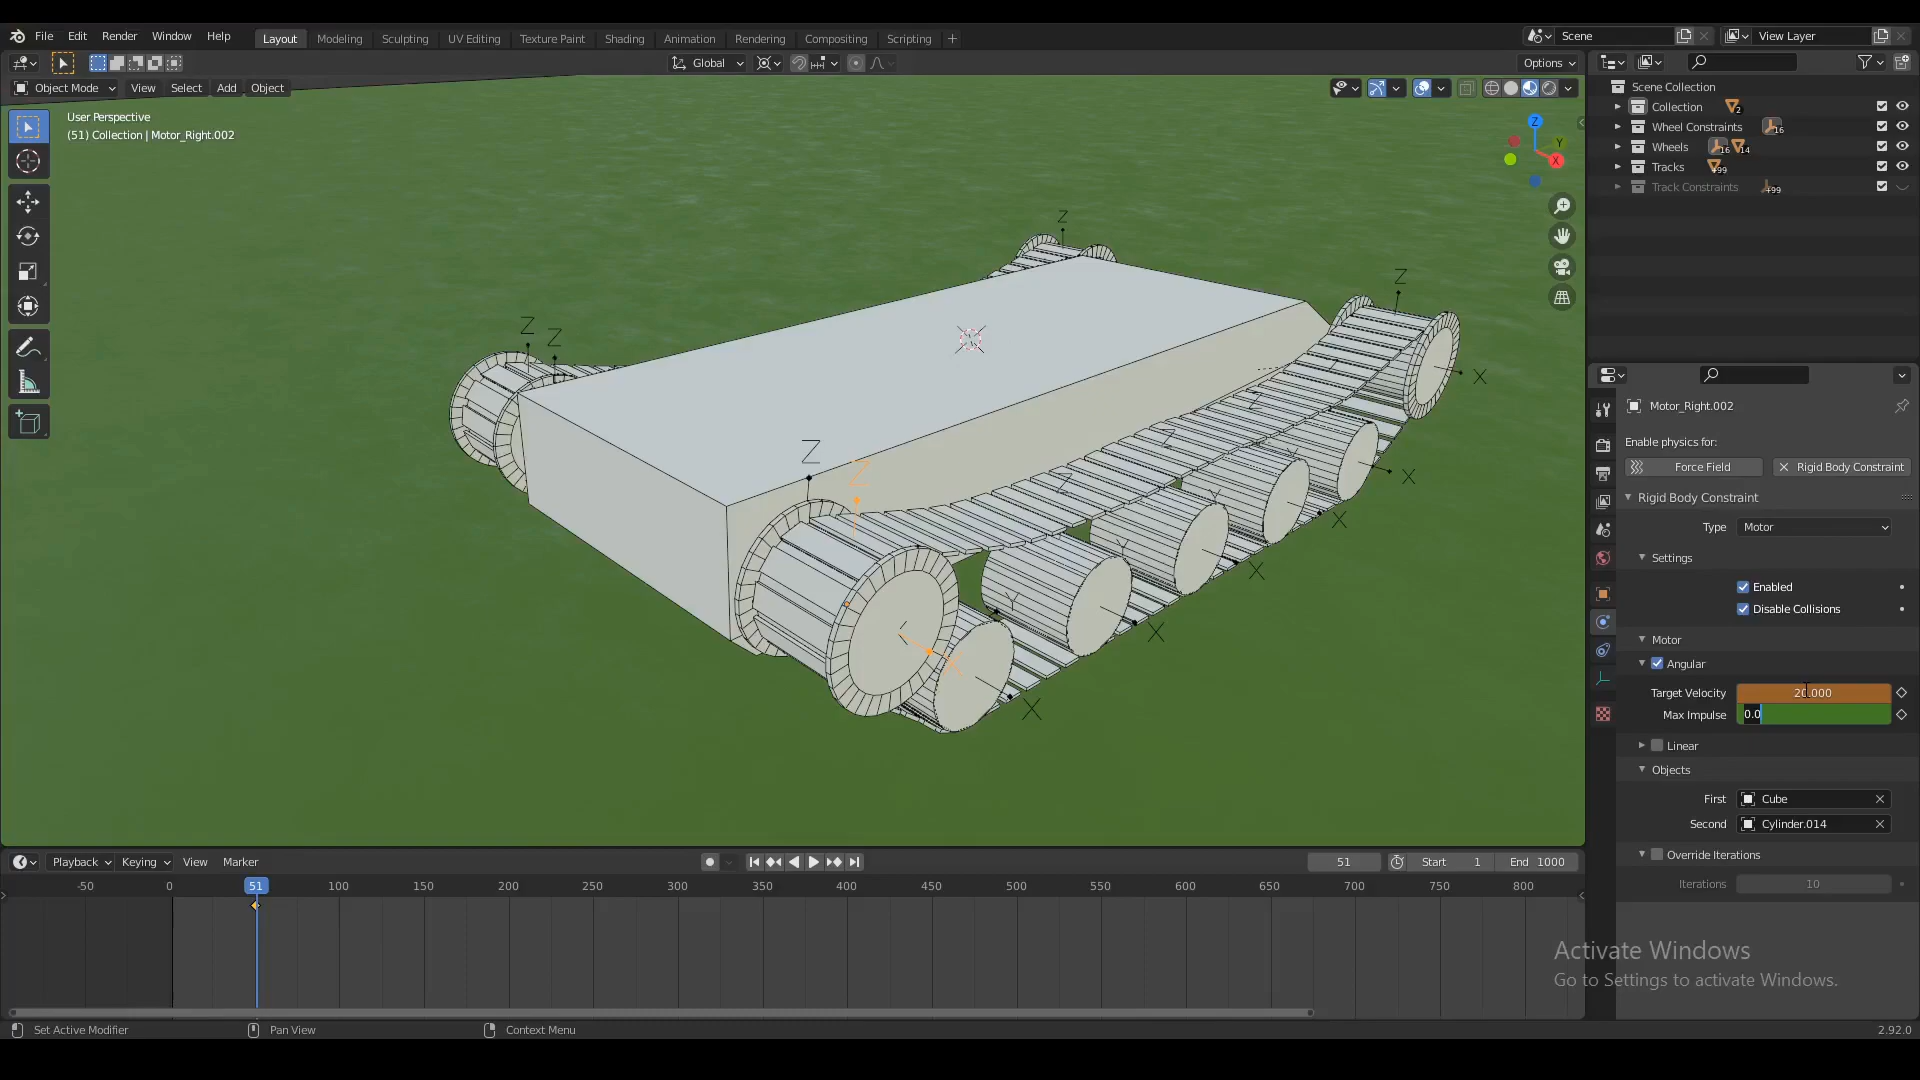 File Edit Render Window Help Layout Modeling Sculpting UV Editing Texture Paint Shading Animation Rendering Compositing Scripting + Scene View Layer
Global Options
Object Mode View Select Add Object
User Perspective
(51) Collection | Motor_Right.002
Z
Y
X
Z
Z
X
Z
Z
Z
Z
X
X
X
X
X
Scene Collection
Collection 2
Wheel Constraints 16
Wheels 16 14
Tracks +99
Track Constraints +99
Motor_Right.002
Enable physics for:
Force Field Rigid Body Constraint
Rigid Body Constraint
Type Motor
Settings
Enabled
Disable Collisions
Motor
Angular
Target Velocity 20.000
Max Impulse 0.0
Linear
Objects
First Cube
Second Cylinder.014
Override Iterations
Iterations 10
Playback Keying View Marker 51 Start 1 End 1000
-50 0 51 100 150 200 250 300 350 400 450 500 550 600 650 700 750 800
Activate Windows
Go to Settings to activate Windows.
Set Active Modifier Pan View Context Menu 2.92.0